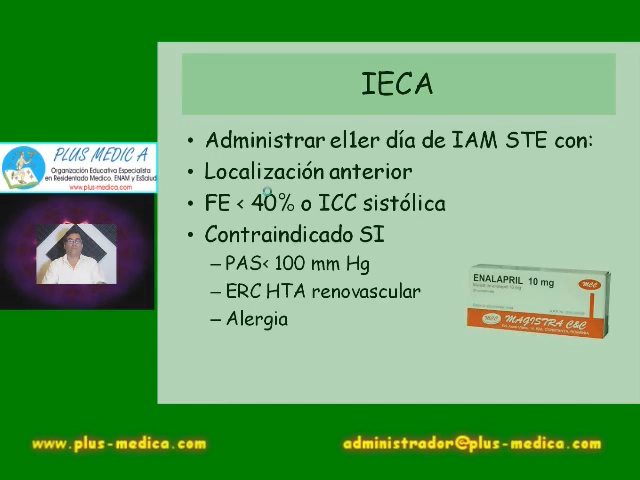 IECA
PLUS MEDIC A
Organización Educativa Especialista
en Residentado Medico, ENAM y EsSalud
www.plus-medica.com
• Administrar el1er día de IAM STE con:
• Localización anterior
• FE < 40% o ICC sistólica
• Contraindicado SI
– PAS< 100 mm Hg
– ERC HTA renovascular
– Alergia
ENALAPRIL 10 mg
MCC
MCC MAGISTRA C&C
www.plus-medica.com
administrador@plus-medica.com